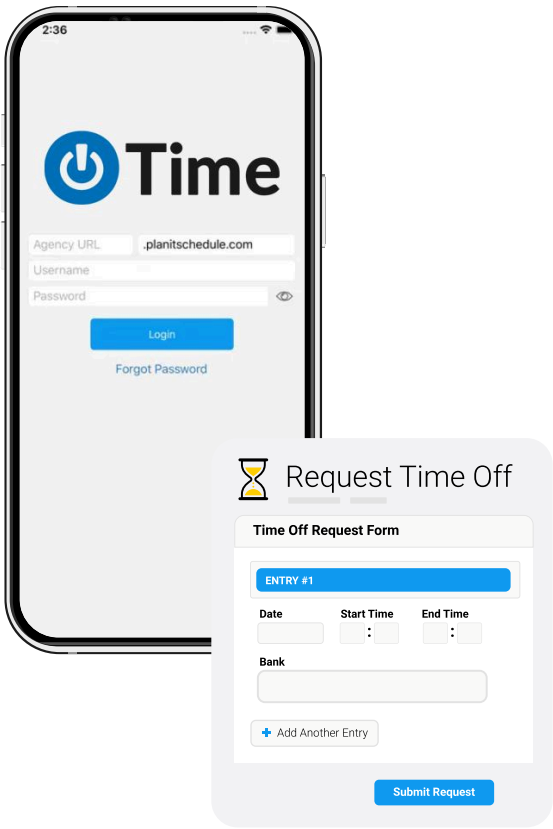 2:36
Time
Agency URL .planitschedule.com
Username
Password
Login
Forgot Password
Request Time Off
Time Off Request Form
ENTRY #1
Date Start Time End Time
: :
Bank
+ Add Another Entry
Submit Request